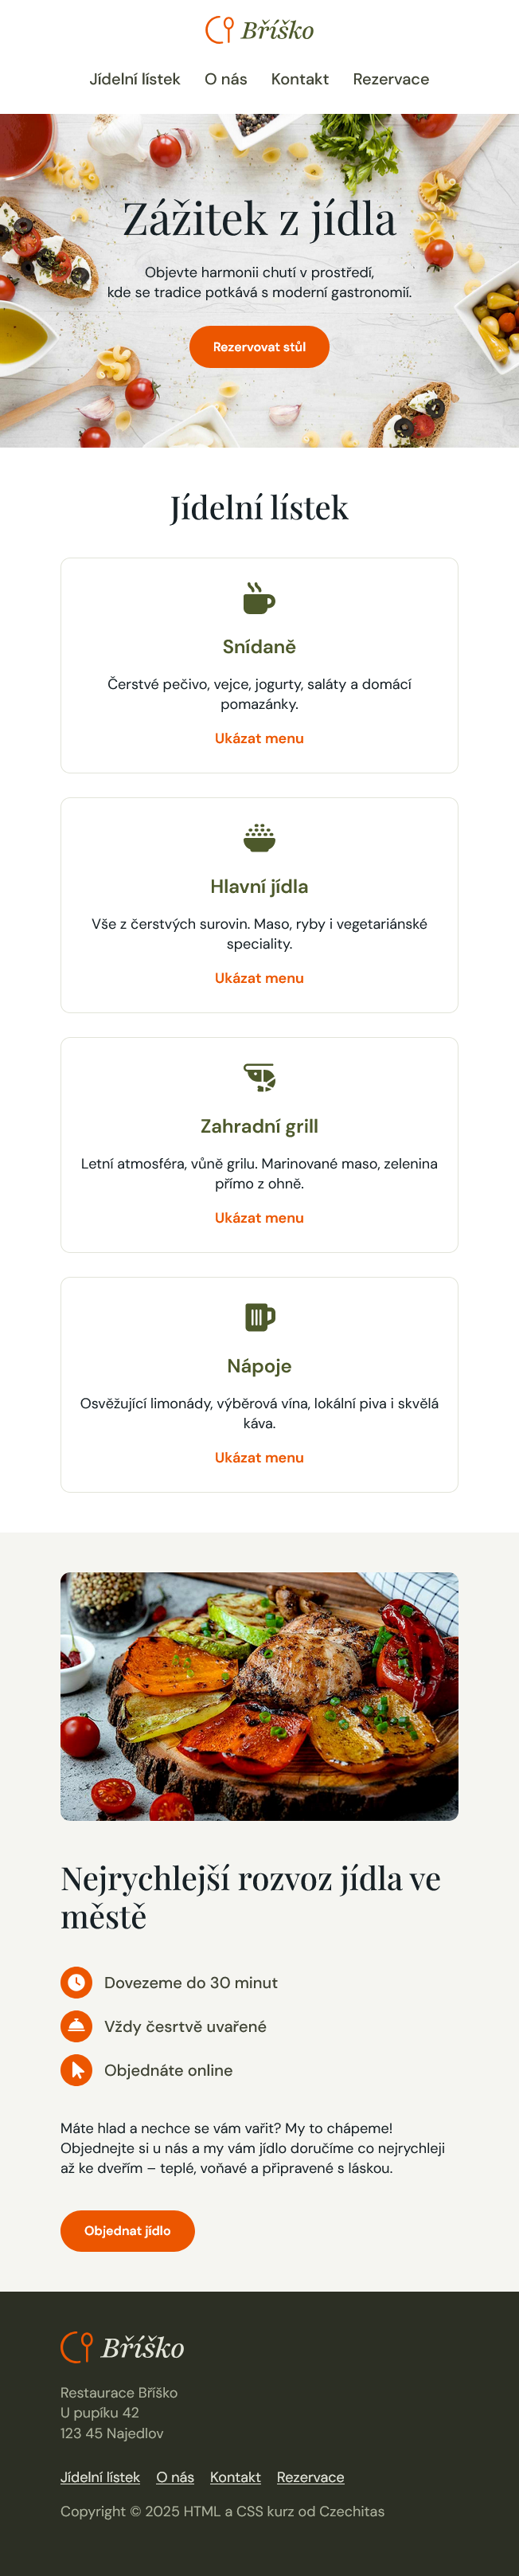 Bříško
Jídelní lístek O nás Kontakt Rezervace
Zážitek z jídla
Objevte harmonii chutí v prostředí,
kde se tradice potkává s moderní gastronomií.
Rezervovat stůl
Jídelní lístek
Snídaně
Čerstvé pečivo, vejce, jogurty, saláty a domácí
pomazánky.
Ukázat menu
Hlavní jídla
Vše z čerstvých surovin. Maso, ryby i vegetariánské
speciality.
Ukázat menu
Zahradní grill
Letní atmosféra, vůně grilu. Marinované maso, zelenina
přímo z ohně.
Ukázat menu
Nápoje
Osvěžující limonády, výběrová vína, lokální piva i skvělá
káva.
Ukázat menu
Nejrychlejší rozvoz jídla ve
městě
Dovezeme do 30 minut
Vždy česrtvě uvařené
Objednáte online
Máte hlad a nechce se vám vařit? My to chápeme!
Objednejte si u nás a my vám jídlo doručíme co nejrychleji
až ke dveřím – teplé, voňavé a připravené s láskou.
Objednat jídlo
Bříško
Restaurace Bříško
U pupíku 42
123 45 Najedlov
Jídelní lístek O nás Kontakt Rezervace
Copyright © 2025 HTML a CSS kurz od Czechitas